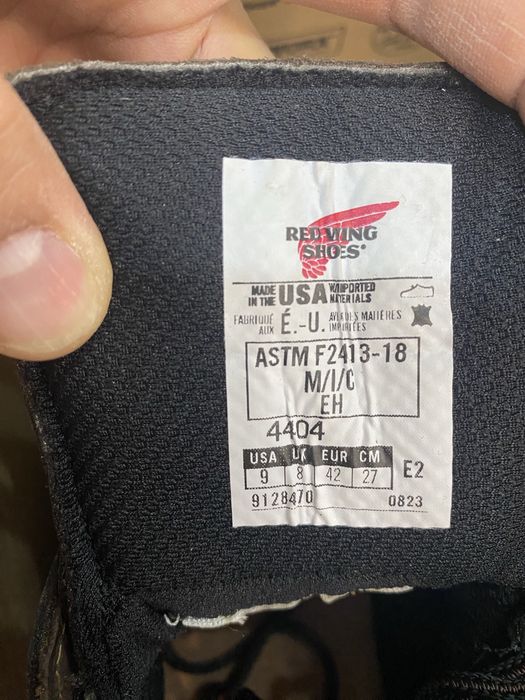 RED WING
SHOES®
MADE IN THE USA W/IMPORTED MATERIALS
FABRIQUÉ AUX É.-U. AVEC DES MATIÈRES IMPORTÉES
ASTM F2413-18
M/I/C
EH
4404
USA UK EUR CM
9 8 42 27 E2
9128470 0823